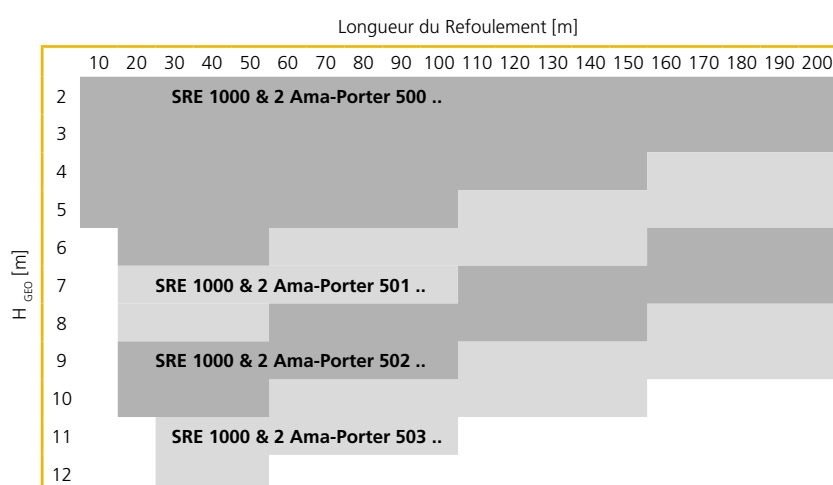 Longueur du Refoulement [m]
10 20 30 40 50 60 70 80 90 100 110 120 130 140 150 160 170 180 190 200
2 SRE 1000 & 2 Ama-Porter 500 ..
3
4
5
6
H GEO [m]
7 SRE 1000 & 2 Ama-Porter 501 ..
8
9 SRE 1000 & 2 Ama-Porter 502 ..
10
11 SRE 1000 & 2 Ama-Porter 503 ..
12